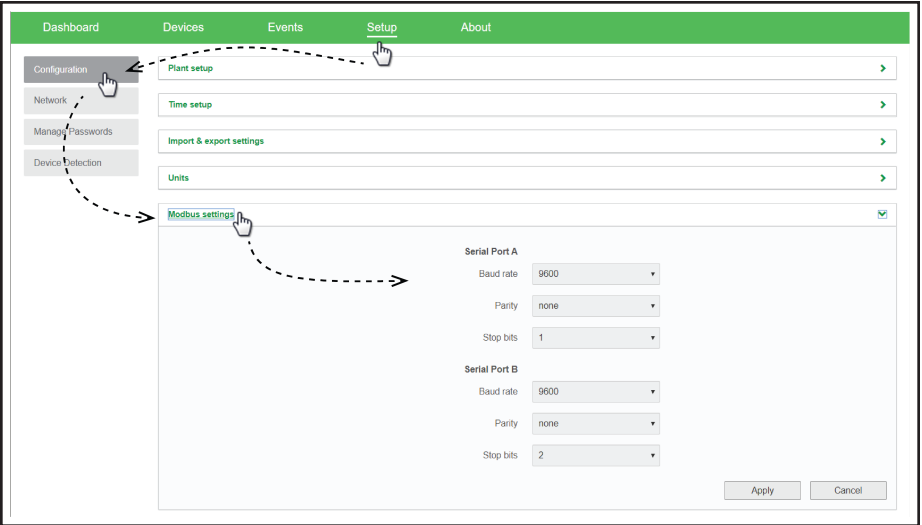 Dashboard Devices Events Setup About
Configuration
Network
Manage Passwords
Device Detection
Plant setup
Time setup
Import & export settings
Units
Modbus settings
Serial Port A
Baud rate 9600
Parity none
Stop bits 1
Serial Port B
Baud rate 9600
Parity none
Stop bits 2
Apply Cancel